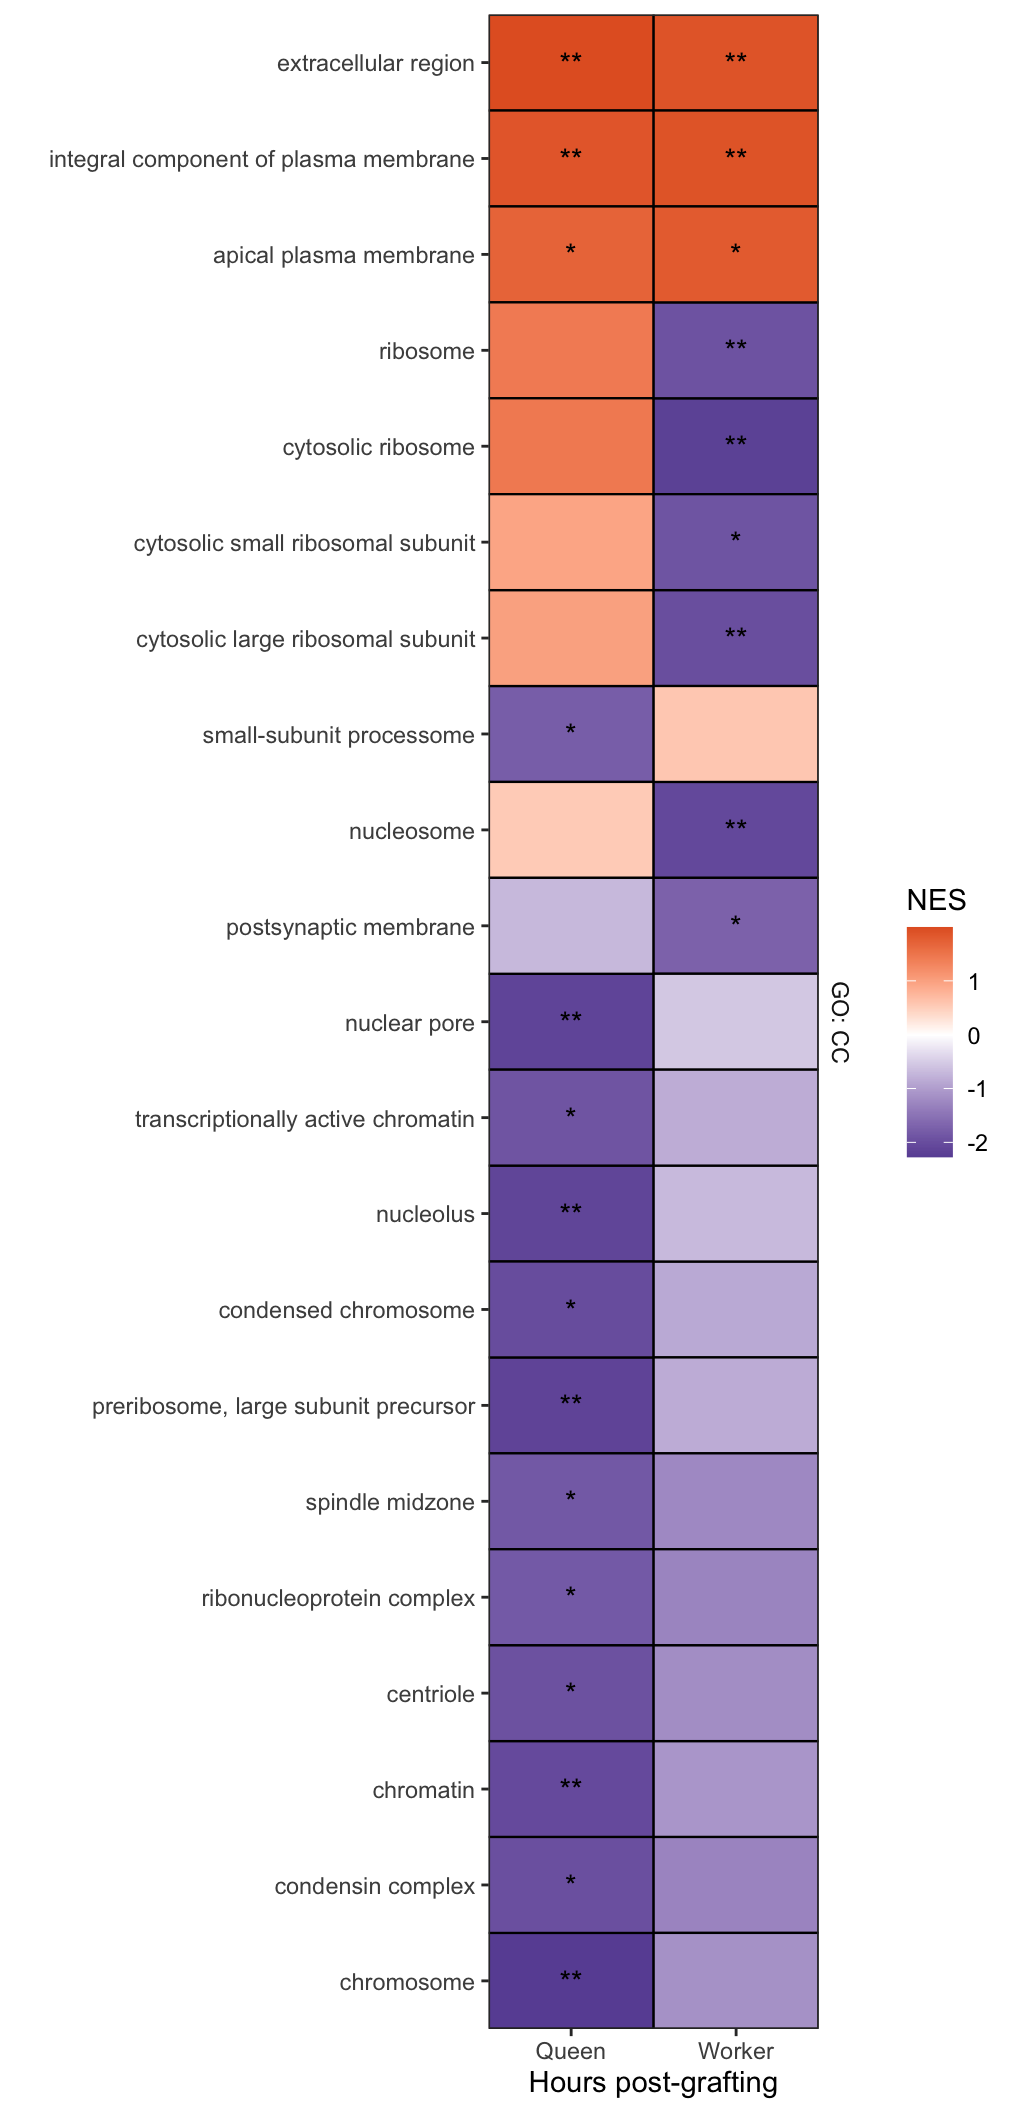 extracellular region ** **
integral component of plasma membrane ** **
apical plasma membrane * *
ribosome **
cytosolic ribosome **
cytosolic small ribosomal subunit *
cytosolic large ribosomal subunit **
small-subunit processome *
nucleosome **
postsynaptic membrane *
nuclear pore **
transcriptionally active chromatin *
nucleolus **
condensed chromosome *
preribosome, large subunit precursor **
spindle midzone *
ribonucleoprotein complex *
centriole *
chromatin **
condensin complex *
chromosome **
Queen Worker
Hours post-grafting
GO: CC
NES
1
0
-1
-2